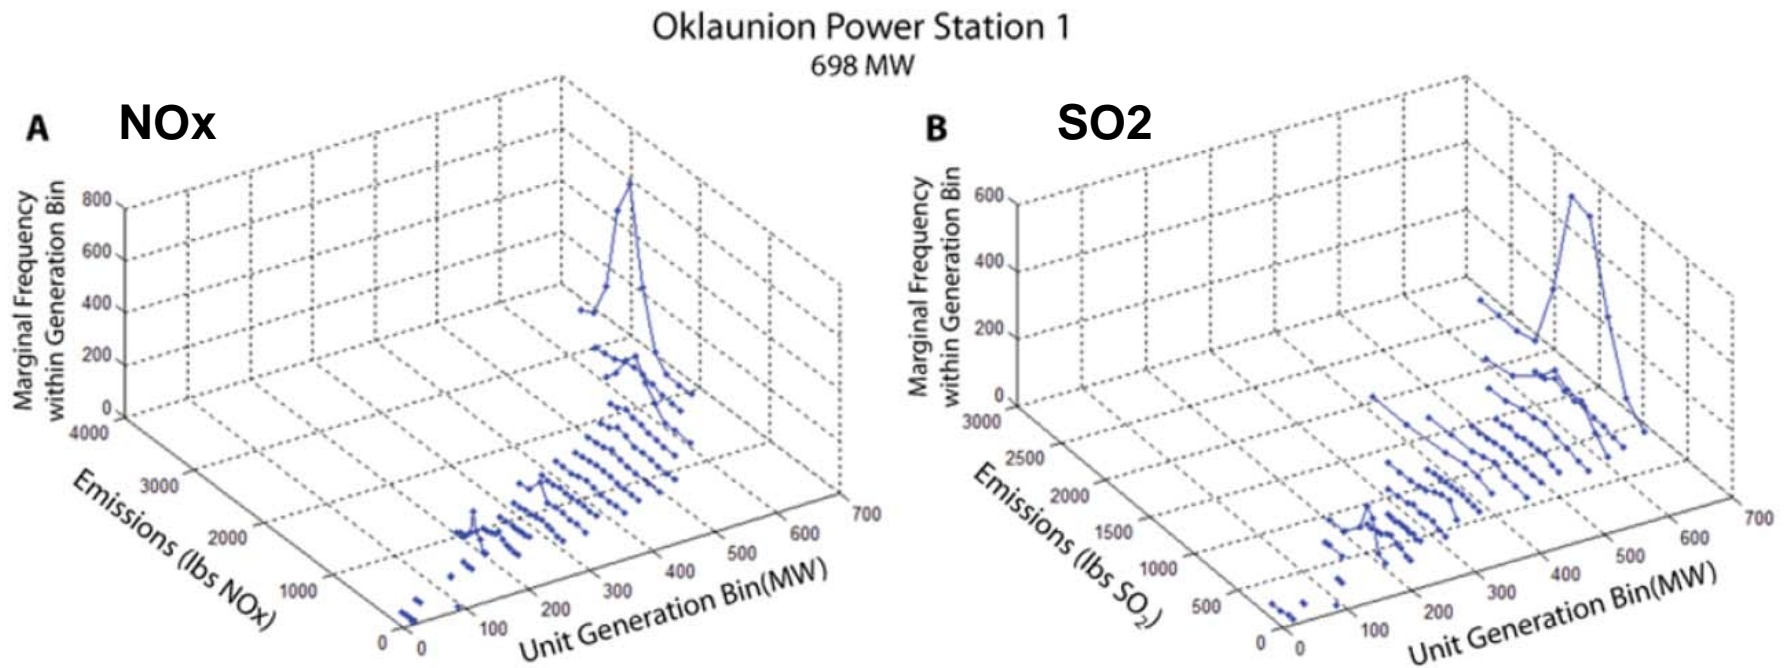 Oklaunion Power Station 1
698 MW
A
NOx
Marginal Frequency
within Generation Bin
800
600
400
200
0
4000
3000
2000
1000
0
Emissions (lbs NOx)
0
100
200
300
400
500
600
700
Unit Generation Bin(MW)
B
SO2
Marginal Frequency
within Generation Bin
600
400
200
0
3000
2500
2000
1500
1000
500
0
Emissions (lbs SO₂)
0
100
200
300
400
500
600
700
Unit Generation Bin(MW)